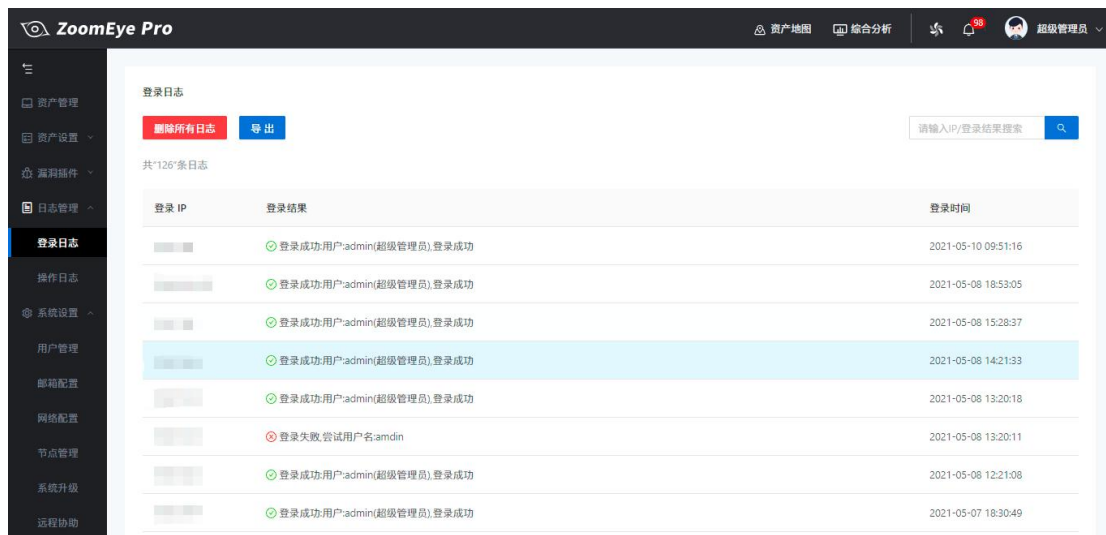 ZoomEye Pro
资产地图 综合分析 98 超级管理员
资产管理
资产设置
漏洞插件
日志管理
登录日志
操作日志
系统设置
用户管理
邮箱配置
网络配置
节点管理
系统升级
远程协助
登录日志
删除所有日志 导出 请输入IP/登录结果搜索
共"126"条日志
登录 IP 登录结果 登录时间
登录成功:用户:admin(超级管理员),登录成功 2021-05-10 09:51:16
登录成功:用户:admin(超级管理员),登录成功 2021-05-08 18:53:05
登录成功:用户:admin(超级管理员),登录成功 2021-05-08 15:28:37
登录成功:用户:admin(超级管理员),登录成功 2021-05-08 14:21:33
登录成功:用户:admin(超级管理员),登录成功 2021-05-08 13:20:18
登录失败,尝试用户名:amdin 2021-05-08 13:20:11
登录成功:用户:admin(超级管理员),登录成功 2021-05-08 12:21:08
登录成功:用户:admin(超级管理员),登录成功 2021-05-07 18:30:49